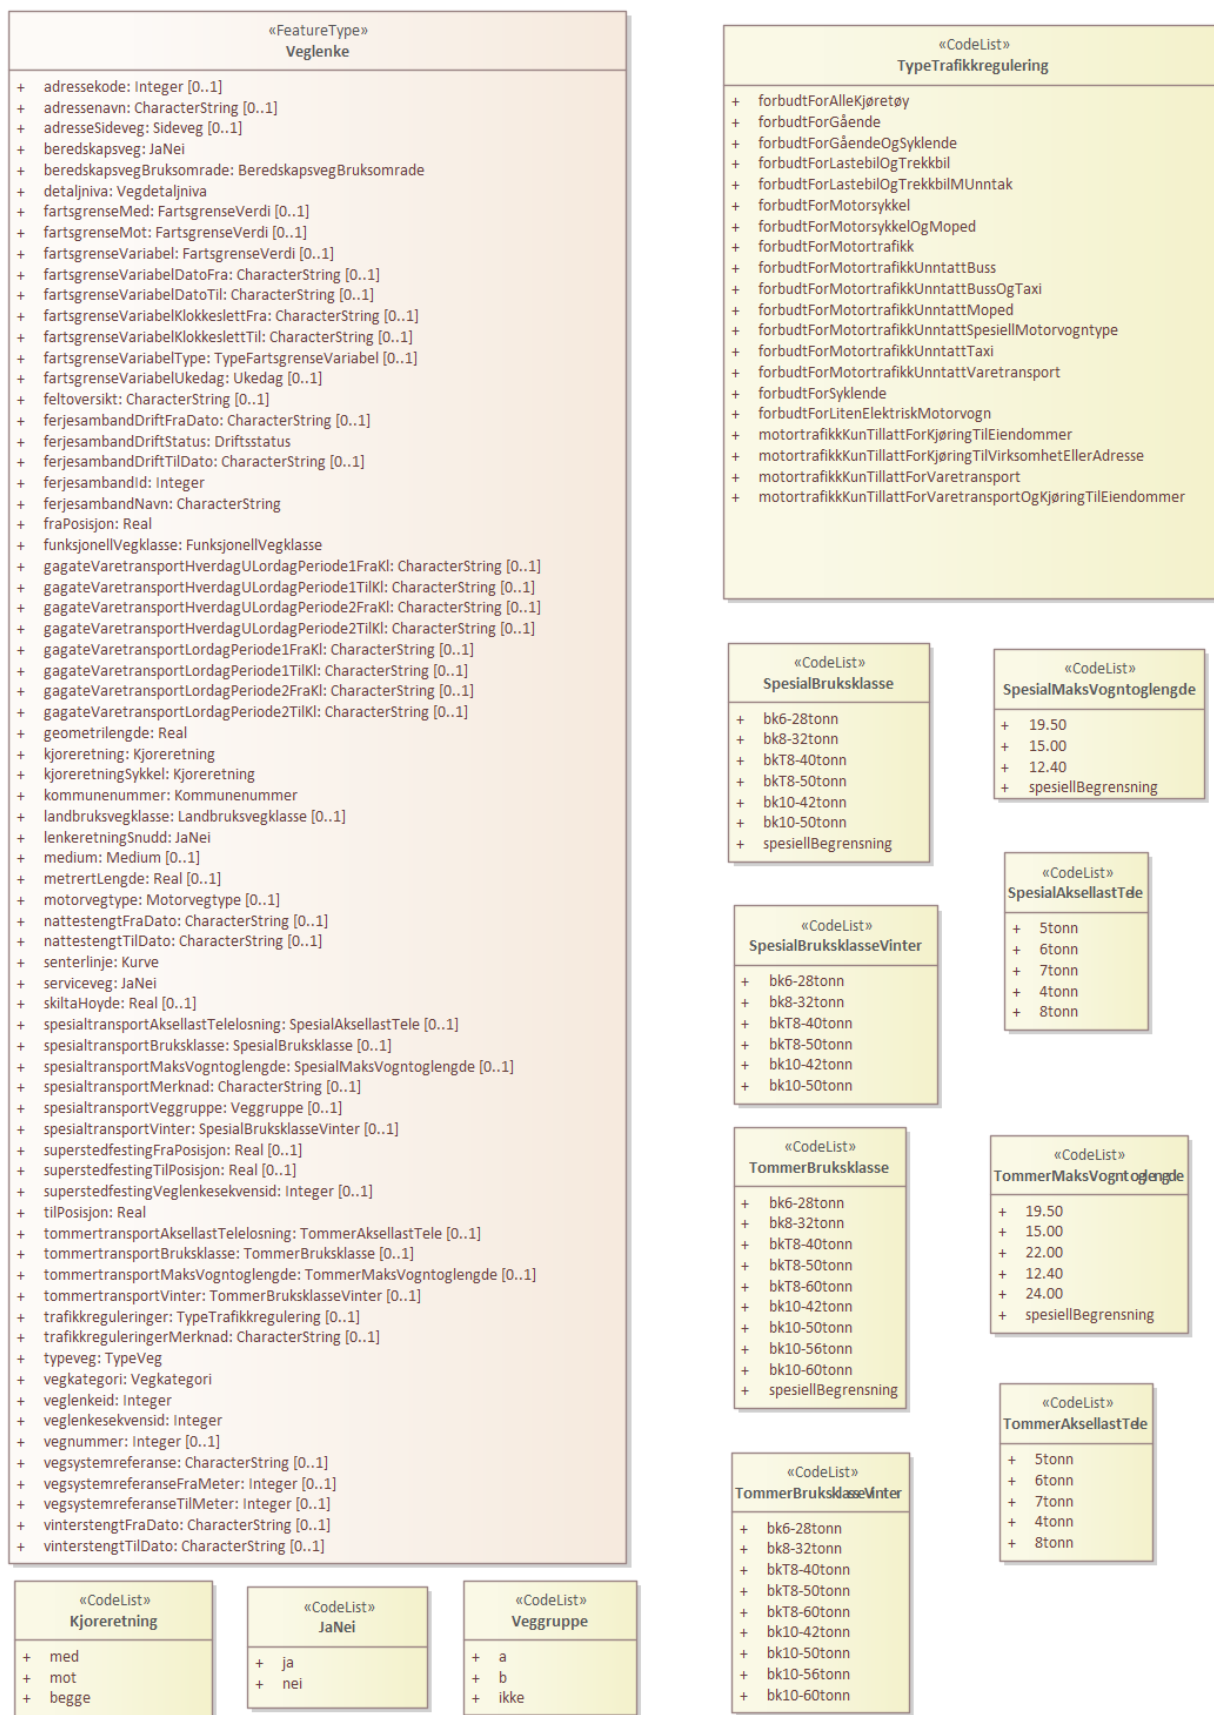 «FeatureType»
Veglenke
+ adressekode: Integer [0..1]
+ adressenavn: CharacterString [0..1]
+ adresseSideveg: Sideveg [0..1]
+ beredskapsveg: JaNei
+ beredskapsvegBruksomrade: BeredskapsvegBruksomrade
+ detaljniva: Vegdetaljniva
+ fartsgrenseMed: FartsgrenseVerdi [0..1]
+ fartsgrenseMot: FartsgrenseVerdi [0..1]
+ fartsgrenseVariabel: FartsgrenseVerdi [0..1]
+ fartsgrenseVariabelDatoFra: CharacterString [0..1]
+ fartsgrenseVariabelDatoTil: CharacterString [0..1]
+ fartsgrenseVariabelKlokkeslettFra: CharacterString [0..1]
+ fartsgrenseVariabelKlokkeslettTil: CharacterString [0..1]
+ fartsgrenseVariabelType: TypeFartsgrenseVariabel [0..1]
+ fartsgrenseVariabelUkedag: Ukedag [0..1]
+ feltoversikt: CharacterString [0..1]
+ ferjesambandDriftFraDato: CharacterString [0..1]
+ ferjesambandDriftStatus: Driftsstatus
+ ferjesambandDriftTilDato: CharacterString [0..1]
+ ferjesambandId: Integer
+ ferjesambandNavn: CharacterString
+ fraPosisjon: Real
+ funksjonellVegklasse: FunksjonellVegklasse
+ gagateVaretransportHverdagULordagPeriode1FraKl: CharacterString [0..1]
+ gagateVaretransportHverdagULordagPeriode1TilKl: CharacterString [0..1]
+ gagateVaretransportHverdagULordagPeriode2FraKl: CharacterString [0..1]
+ gagateVaretransportHverdagULordagPeriode2TilKl: CharacterString [0..1]
+ gagateVaretransportLordagPeriode1FraKl: CharacterString [0..1]
+ gagateVaretransportLordagPeriode1TilKl: CharacterString [0..1]
+ gagateVaretransportLordagPeriode2FraKl: CharacterString [0..1]
+ gagateVaretransportLordagPeriode2TilKl: CharacterString [0..1]
+ geometrilengde: Real
+ kjoreretning: Kjoreretning
+ kjoreretningSykkel: Kjoreretning
+ kommunenummer: Kommunenummer
+ landbruksvegklasse: Landbruksvegklasse [0..1]
+ lenkeretningSnudd: JaNei
+ medium: Medium [0..1]
+ metrertLengde: Real [0..1]
+ motorvegtype: Motorvegtype [0..1]
+ nattestengtFraDato: CharacterString [0..1]
+ nattestengtTilDato: CharacterString [0..1]
+ senterlinje: Kurve
+ serviceveg: JaNei
+ skiltaHoyde: Real [0..1]
+ spesialtransportAksellastTelelosning: SpesialAksellastTele [0..1]
+ spesialtransportBruksklasse: SpesialBruksklasse [0..1]
+ spesialtransportMaksVogntoglengde: SpesialMaksVogntoglengde [0..1]
+ spesialtransportMerknad: CharacterString [0..1]
+ spesialtransportVeggruppe: Veggruppe [0..1]
+ spesialtransportVinter: SpesialBruksklasseVinter [0..1]
+ superstedfestingFraPosisjon: Real [0..1]
+ superstedfestingTilPosisjon: Real [0..1]
+ superstedfestingVeglenkesekvensid: Integer [0..1]
+ tilPosisjon: Real
+ tommertransportAksellastTelelosning: TommerAksellastTele [0..1]
+ tommertransportBruksklasse: TommerBruksklasse [0..1]
+ tommertransportMaksVogntoglengde: TommerMaksVogntoglengde [0..1]
+ tommertransportVinter: TommerBruksklasseVinter [0..1]
+ trafikkreguleringer: TypeTrafikkregulering [0..1]
+ trafikkreguleringerMerknad: CharacterString [0..1]
+ typeveg: TypeVeg
+ vegkategori: Vegkategori
+ veglenkeid: Integer
+ veglenkesekvensid: Integer
+ vegnummer: Integer [0..1]
+ vegsystemreferanse: CharacterString [0..1]
+ vegsystemreferanseFraMeter: Integer [0..1]
+ vegsystemreferanseTilMeter: Integer [0..1]
+ vinterstengtFraDato: CharacterString [0..1]
+ vinterstengtTilDato: CharacterString [0..1]
«CodeList»
Kjoreretning
+ med
+ mot
+ begge
«CodeList»
JaNei
+ ja
+ nei
«CodeList»
Veggruppe
+ a
+ b
+ ikke
«CodeList»
TypeTrafikkregulering
+ forbudtForAlleKjøretøy
+ forbudtForGående
+ forbudtForGåendeOgSyklende
+ forbudtForLastebilOgTrekkbil
+ forbudtForLastebilOgTrekkbilMUnntak
+ forbudtForMotorsykkel
+ forbudtForMotorsykkelOgMoped
+ forbudtForMotortrafikk
+ forbudtForMotortrafikkUnntattBuss
+ forbudtForMotortrafikkUnntattBussOgTaxi
+ forbudtForMotortrafikkUnntattMoped
+ forbudtForMotortrafikkUnntattSpesiellMotorvogntype
+ forbudtForMotortrafikkUnntattTaxi
+ forbudtForMotortrafikkUnntattVaretransport
+ forbudtForSyklende
+ forbudtForLitenElektriskMotorvogn
+ motortrafikkKunTillattForKjøringTilEiendommer
+ motortrafikkKunTillattForKjøringTilVirksomhetEllerAdresse
+ motortrafikkKunTillattForVaretransport
+ motortrafikkKunTillattForVaretransportOgKjøringTilEiendommer
«CodeList»
SpesialBruksklasse
+ bk6-28tonn
+ bk8-32tonn
+ bkT8-40tonn
+ bkT8-50tonn
+ bk10-42tonn
+ bk10-50tonn
+ spesiellBegrensning
«CodeList»
SpesialMaksVogntoglengde
+ 19.50
+ 15.00
+ 12.40
+ spesiellBegrensning
«CodeList»
SpesialAksellastTele
+ 5tonn
+ 6tonn
+ 7tonn
+ 4tonn
+ 8tonn
«CodeList»
SpesialBruksklasseVinter
+ bk6-28tonn
+ bk8-32tonn
+ bkT8-40tonn
+ bkT8-50tonn
+ bk10-42tonn
+ bk10-50tonn
«CodeList»
TommerBruksklasse
+ bk6-28tonn
+ bk8-32tonn
+ bkT8-40tonn
+ bkT8-50tonn
+ bkT8-60tonn
+ bk10-42tonn
+ bk10-50tonn
+ bk10-56tonn
+ bk10-60tonn
+ spesiellBegrensning
«CodeList»
TommerMaksVogntoglengde
+ 19.50
+ 15.00
+ 22.00
+ 12.40
+ 24.00
+ spesiellBegrensning
«CodeList»
TommerAksellastTele
+ 5tonn
+ 6tonn
+ 7tonn
+ 4tonn
+ 8tonn
«CodeList»
TommerBruksklasseVinter
+ bk6-28tonn
+ bk8-32tonn
+ bkT8-40tonn
+ bkT8-50tonn
+ bkT8-60tonn
+ bk10-42tonn
+ bk10-50tonn
+ bk10-56tonn
+ bk10-60tonn